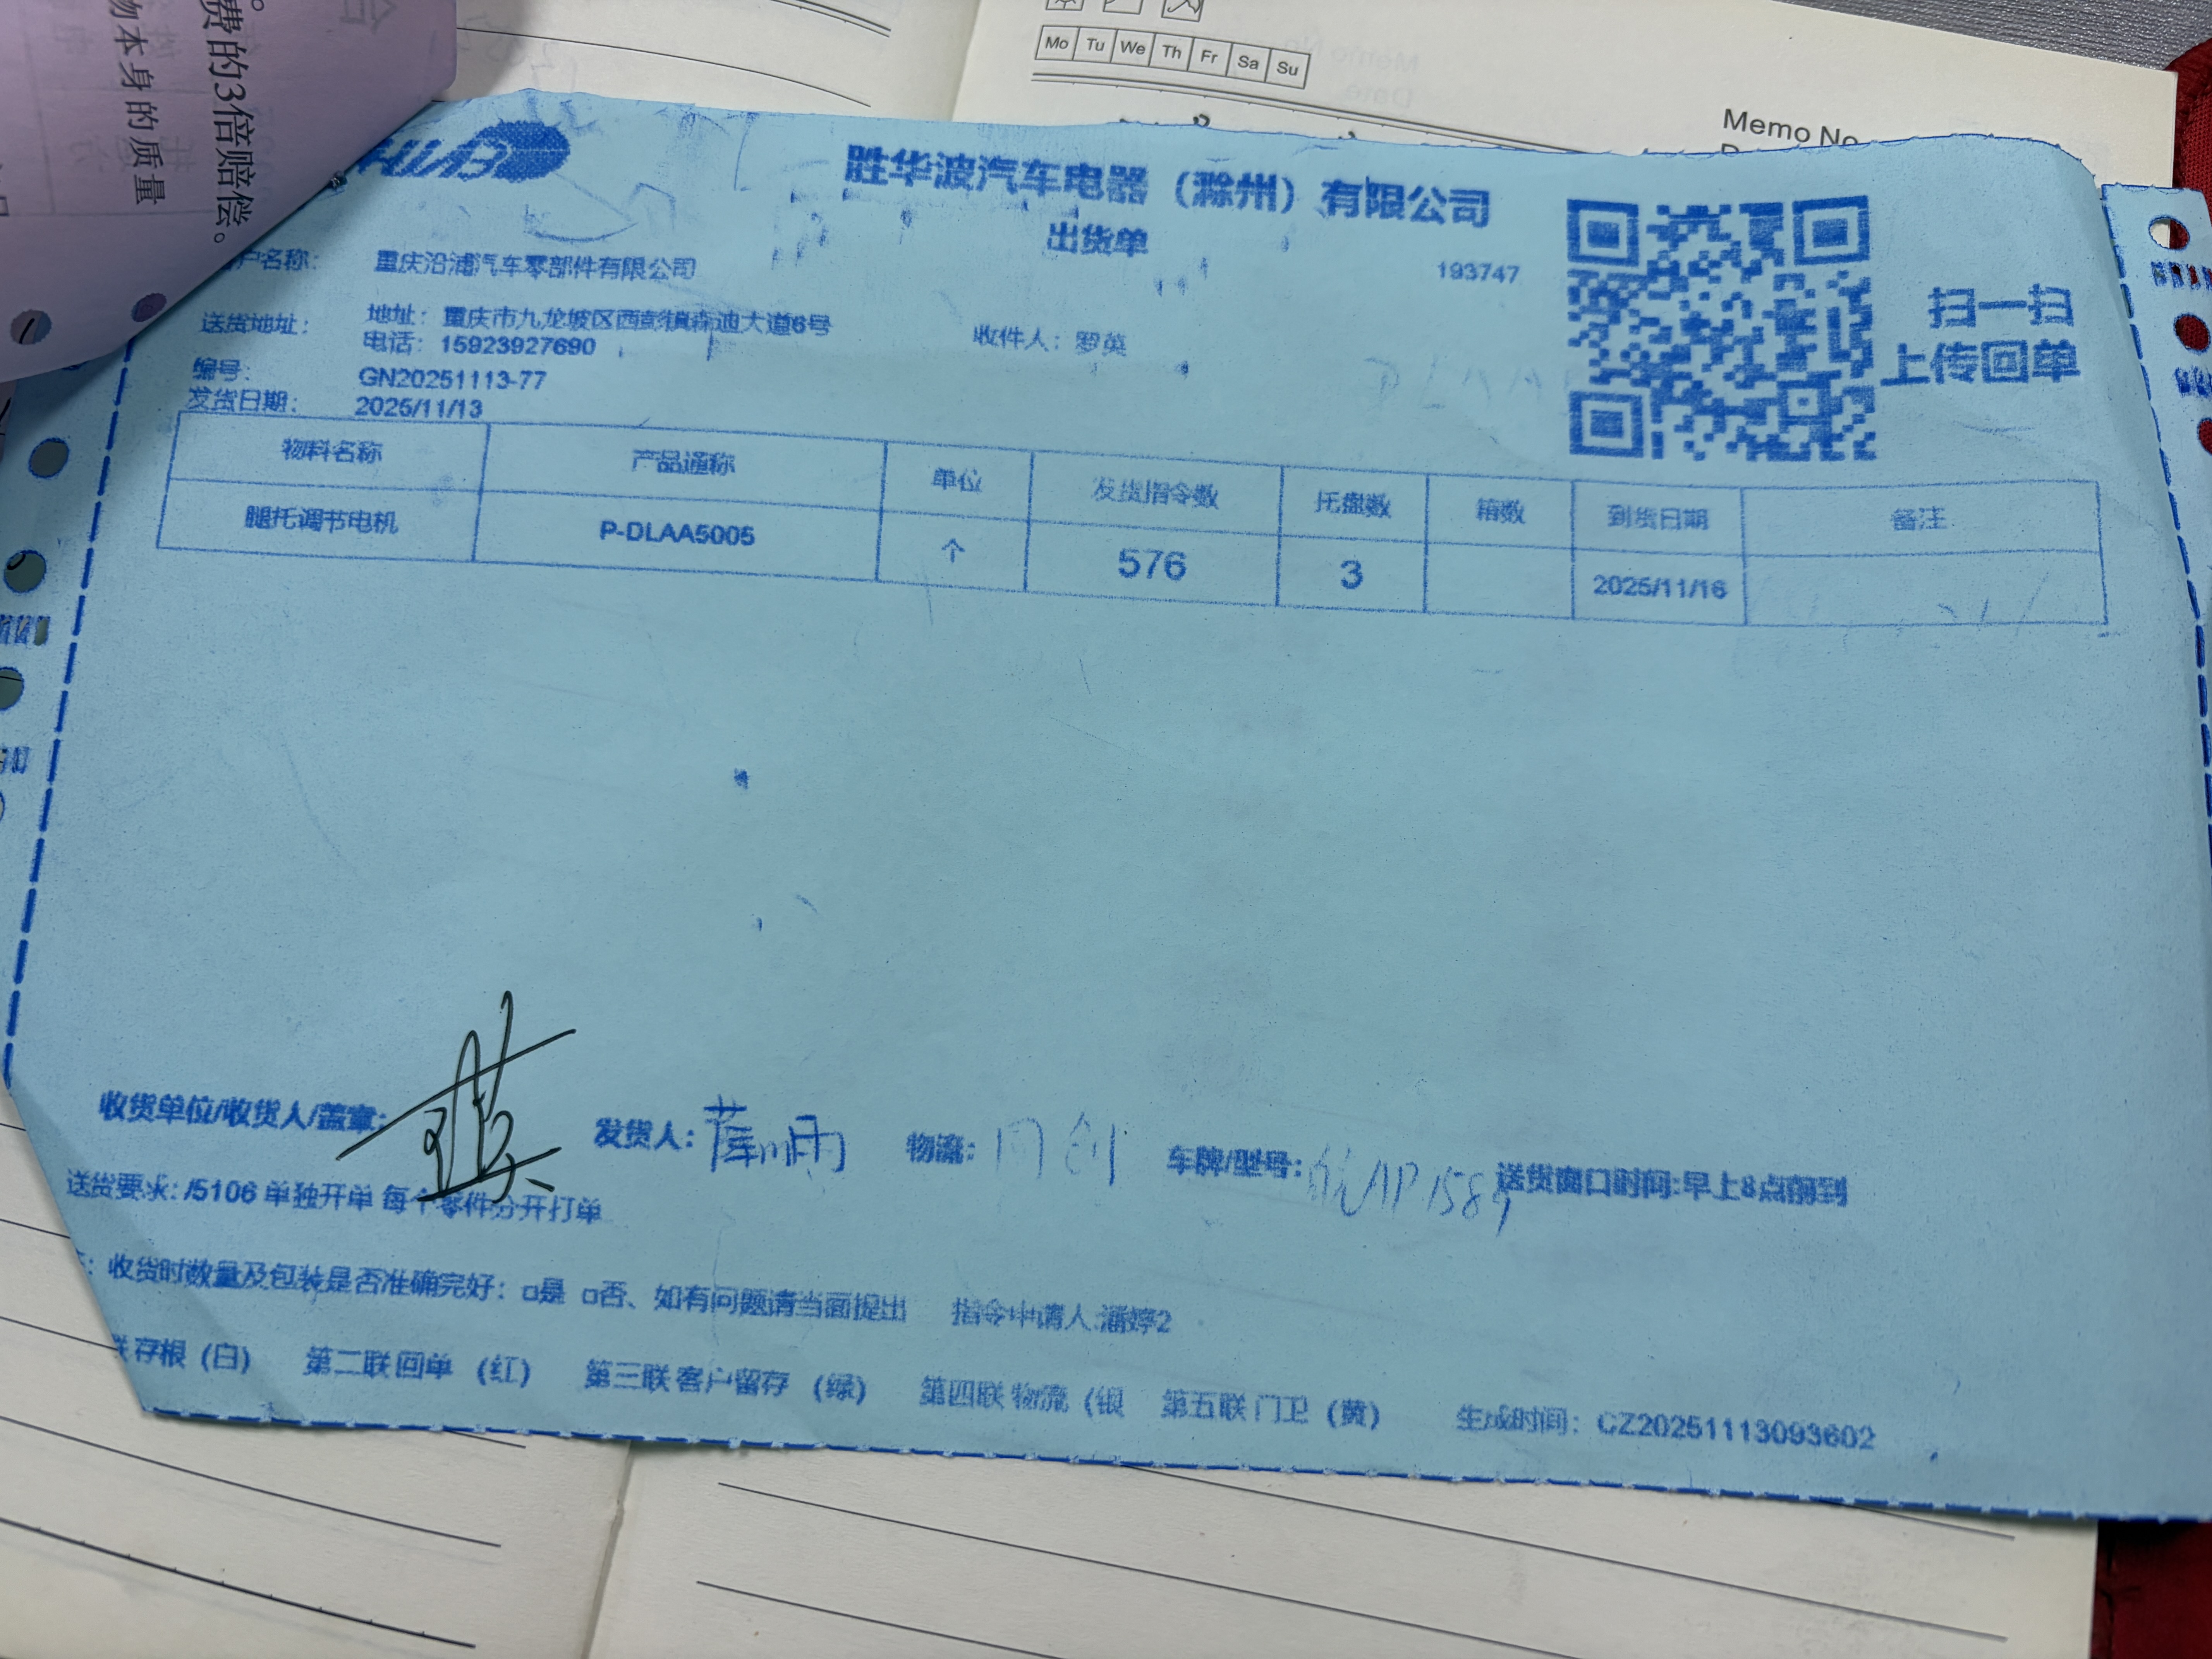 费的3倍赔偿。
物本身的质量
Mo Tu We Th Fr Sa Su
Memo No
胜华波汽车电器（滁州）有限公司
出货单
193747
户名称： 重庆沿浦汽车零部件有限公司
送货地址： 地址：重庆市九龙坡区西彭镇森迪大道6号
电话：15923927690 收件人：罗英
编号： GN20251113-77
发货日期： 2025/11/13
扫一扫
上传回单
物料名称 产品通称 单位 发货指令数 托盘数 箱数 到货日期 备注
腿托调节电机 P-DLAA5005 个 576 3 2025/11/16
收货单位/收货人/盖章： 发货人： 物流：同创 车牌/型号： 送货窗口时间:早上8点前到
送货要求: /5106 单独开单 每个零件分开打单
：收货时数量及包装是否准确完好：□是 □否、如有问题请当面提出 指令申请人:潘婷2
联存根（白） 第二联回单（红） 第三联客户留存（绿） 第四联物流（银 第五联门卫（黄） 生成时间：CZ20251113093602